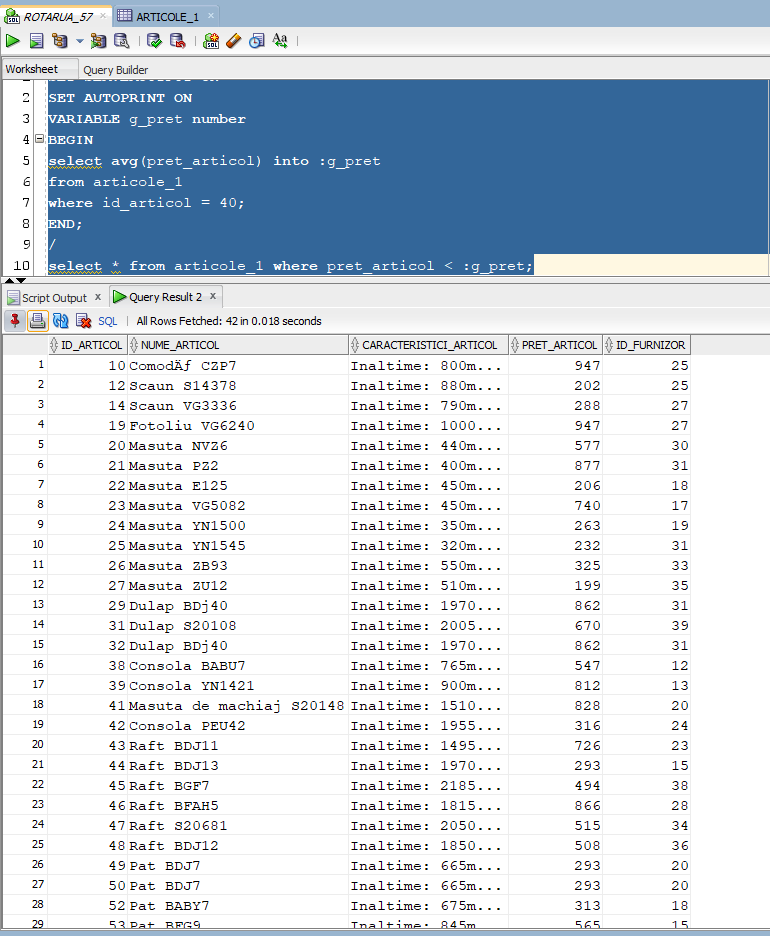 ROTARUA_57 ARTICOLE_1
SQL
Aa
Worksheet Query Builder
2 SET AUTOPRINT ON
3 VARIABLE g_pret number
4 BEGIN
5 select avg(pret_articol) into :g_pret
6 from articole_1
7 where id_articol = 40;
8 END;
9 /
10 select * from articole_1 where pret_articol < :g_pret;
Script Output Query Result 2
SQL All Rows Fetched: 42 in 0.018 seconds
ID_ARTICOL NUME_ARTICOL CARACTERISTICI_ARTICOL PRET_ARTICOL ID_FURNIZOR
1 10 ComodÄƒ CZP7 Inaltime: 800m... 947 25
2 12 Scaun S14378 Inaltime: 880m... 202 25
3 14 Scaun VG3336 Inaltime: 790m... 288 27
4 19 Fotoliu VG6240 Inaltime: 1000... 947 27
5 20 Masuta NVZ6 Inaltime: 440m... 577 30
6 21 Masuta PZ2 Inaltime: 400m... 877 31
7 22 Masuta E125 Inaltime: 450m... 206 18
8 23 Masuta VG5082 Inaltime: 450m... 740 17
9 24 Masuta YN1500 Inaltime: 350m... 263 19
10 25 Masuta YN1545 Inaltime: 320m... 232 31
11 26 Masuta ZB93 Inaltime: 550m... 325 33
12 27 Masuta ZU12 Inaltime: 510m... 199 35
13 29 Dulap BDj40 Inaltime: 1970... 862 31
14 31 Dulap S20108 Inaltime: 2005... 670 39
15 32 Dulap BDj40 Inaltime: 1970... 862 31
16 38 Consola BABU7 Inaltime: 765m... 547 12
17 39 Consola YN1421 Inaltime: 900m... 812 13
18 41 Masuta de machiaj S20148 Inaltime: 1510... 828 20
19 42 Consola PEU42 Inaltime: 1955... 316 24
20 43 Raft BDJ11 Inaltime: 1495... 726 23
21 44 Raft BDJ13 Inaltime: 1970... 293 15
22 45 Raft BGF7 Inaltime: 2185... 494 38
23 46 Raft BFAH5 Inaltime: 1815... 866 28
24 47 Raft S20681 Inaltime: 2050... 515 34
25 48 Raft BDJ12 Inaltime: 1850... 508 36
26 49 Pat BDJ7 Inaltime: 665m... 293 20
27 50 Pat BDJ7 Inaltime: 665m... 293 20
28 52 Pat BABY7 Inaltime: 675m... 313 18
29 53 Pat BFG9 Inaltime: 845m 565 15